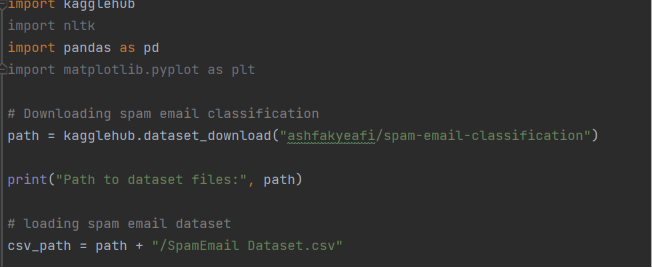 import kagglehub
import nltk
import pandas as pd
import matplotlib.pyplot as plt
# Downloading spam email classification
path = kagglehub.dataset_download("ashfakyeafi/spam-email-classification")
print("Path to dataset files:", path)
# loading spam email dataset
csv_path = path + "/SpamEmail Dataset.csv"